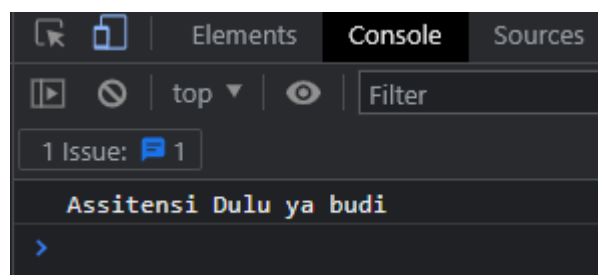 Elements Console Sources
top Filter
1 Issue: 1
Assitensi Dulu ya budi